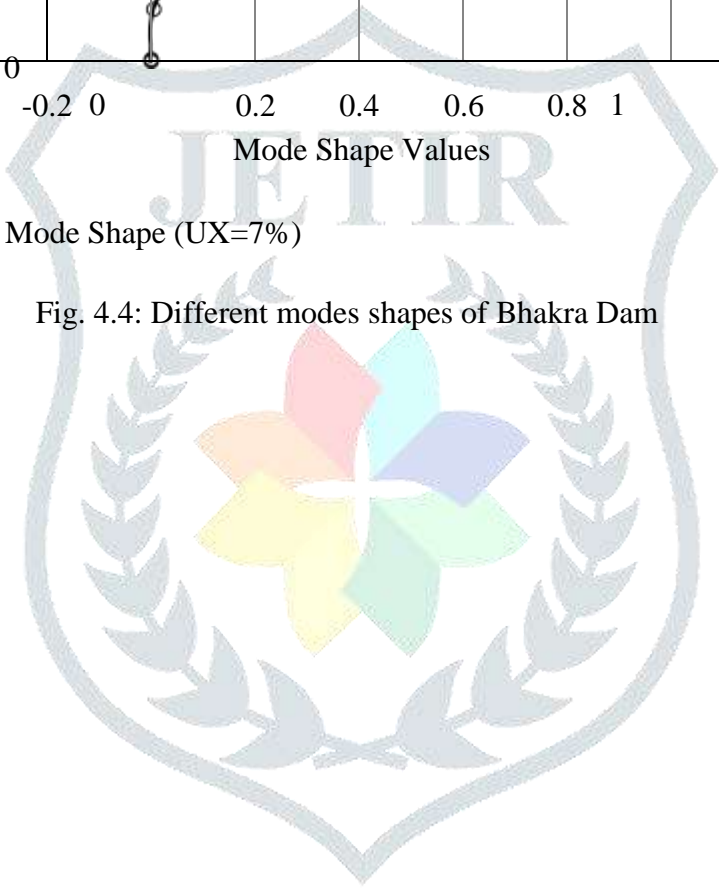 0
-0.2 0 0.2 0.4 0.6 0.8 1
Mode Shape Values
JETIR
Mode Shape (UX=7%)
Fig. 4.4: Different modes shapes of Bhakra Dam